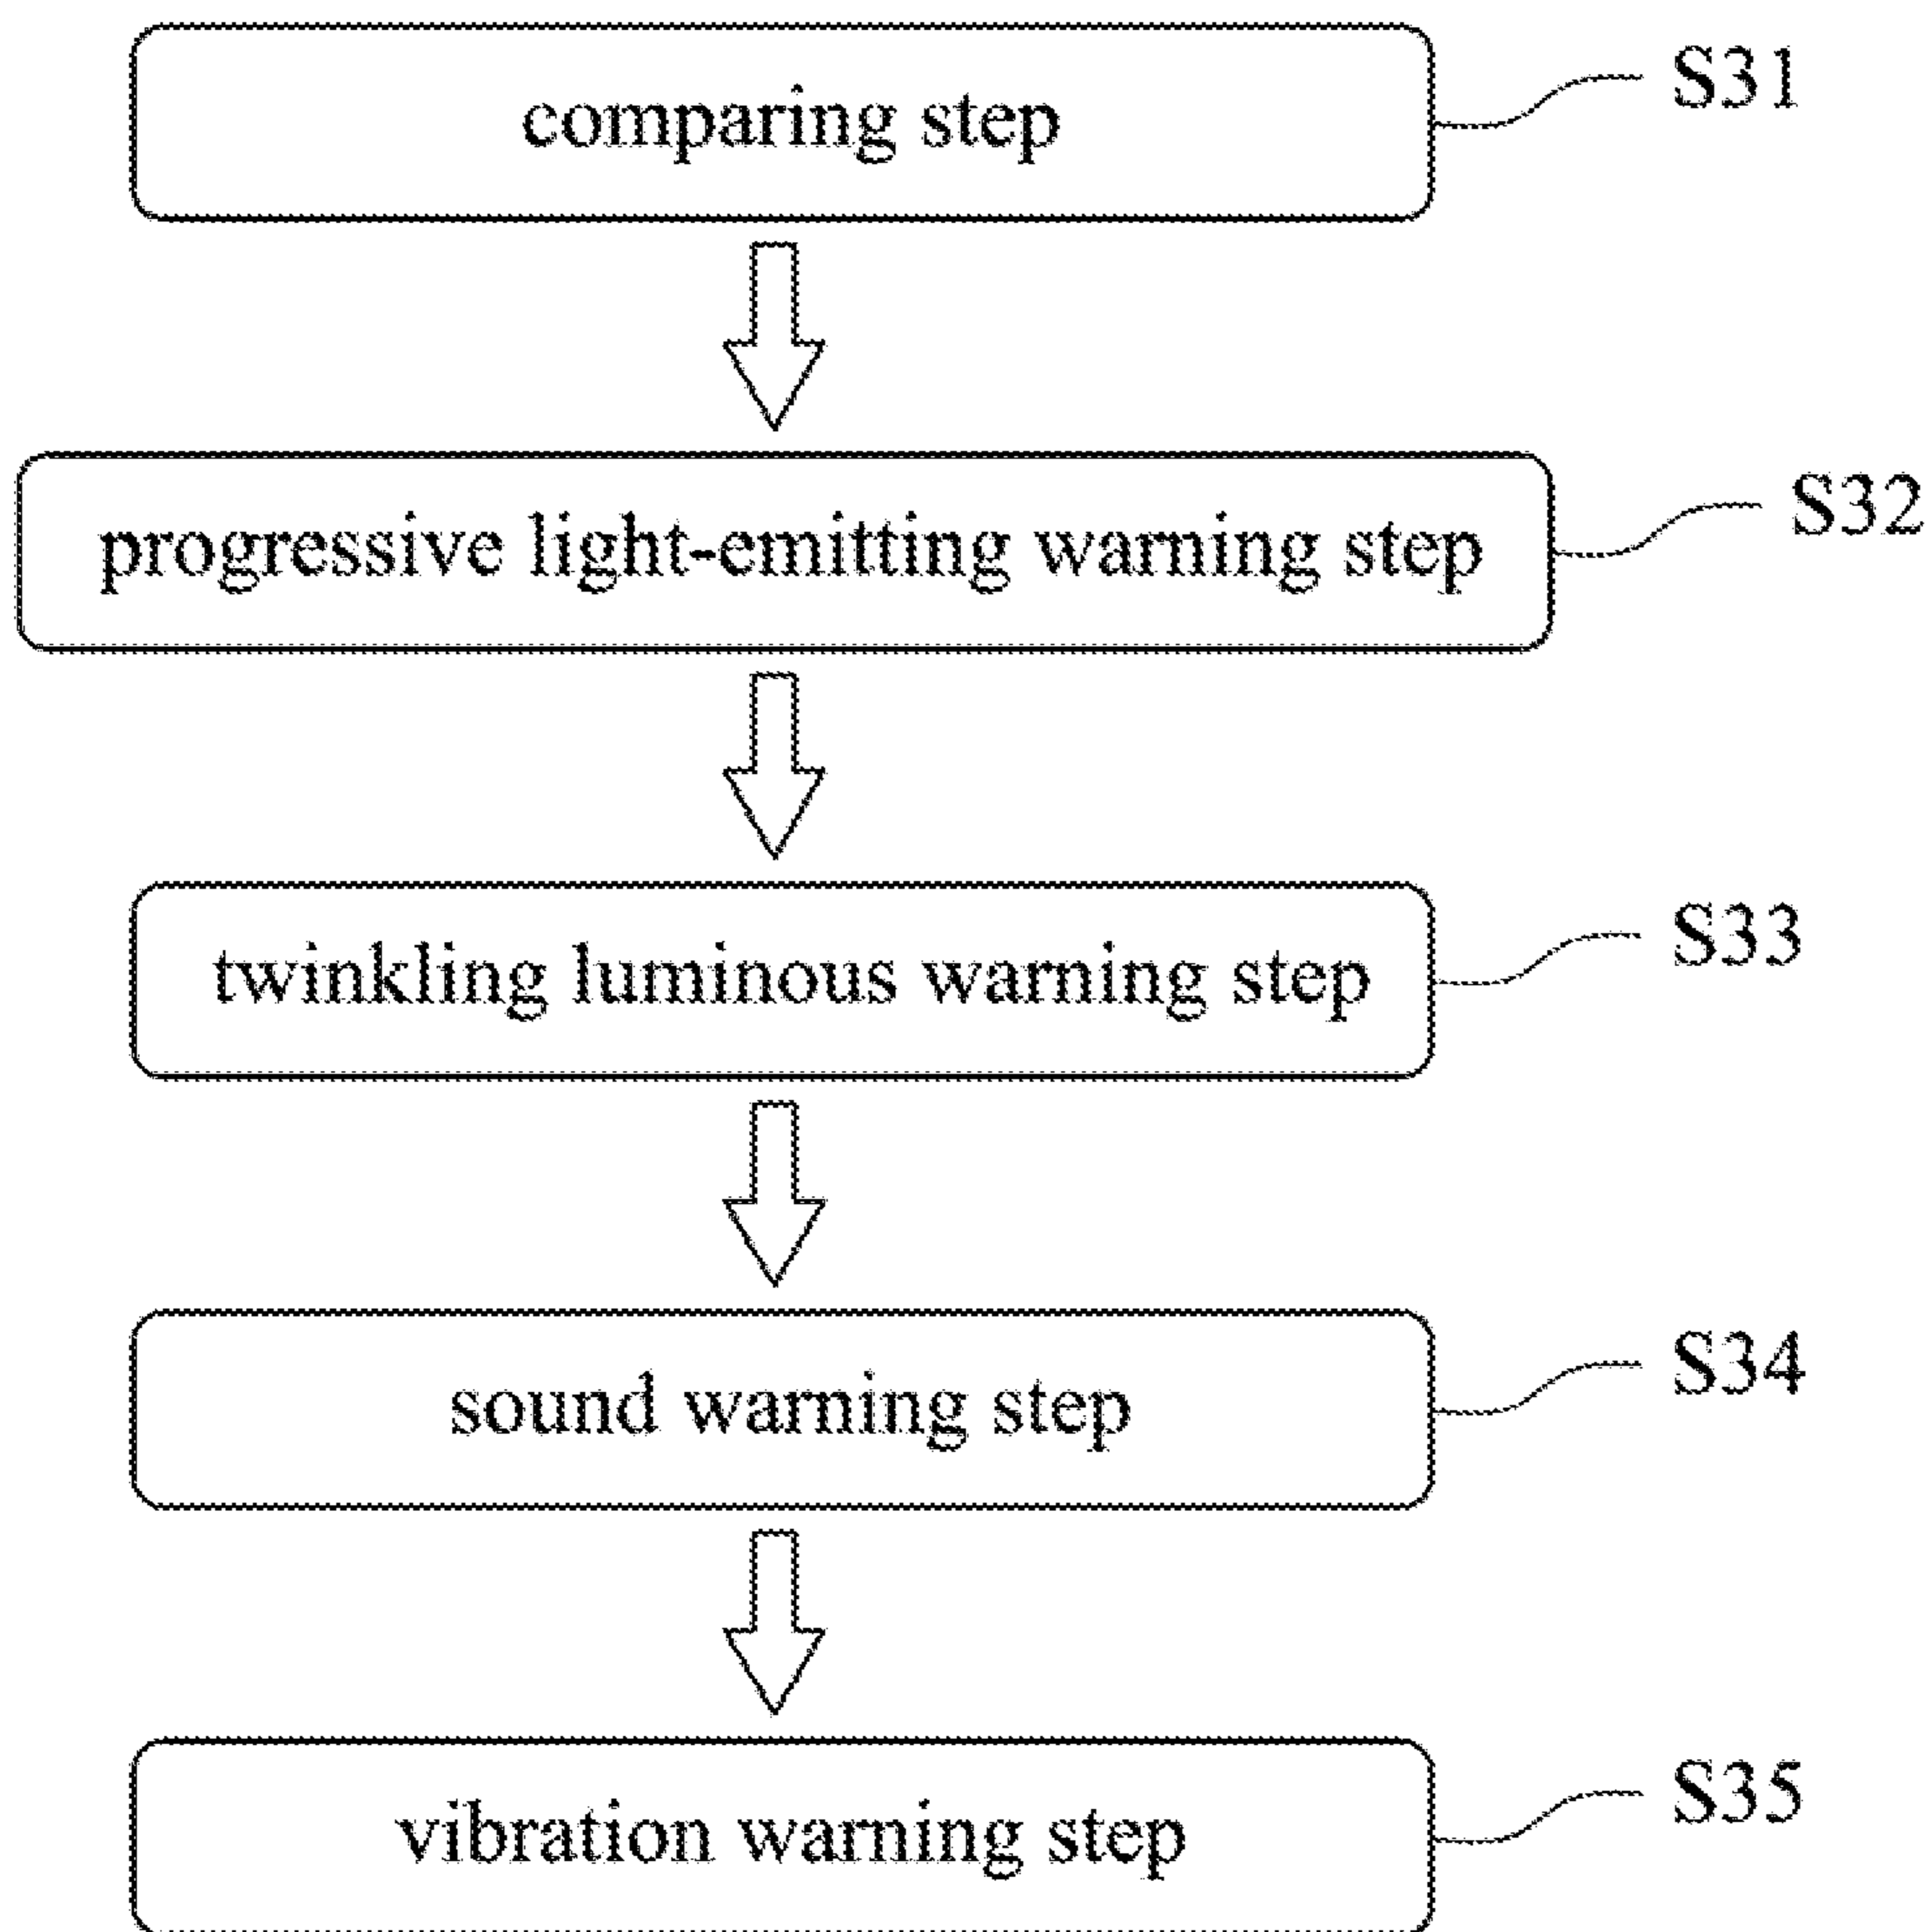 comparing step
S31
progressive light-emitting warning step
S32
twinkling luminous warning step
S33
sound warning step
S34
vibration warning step
S35